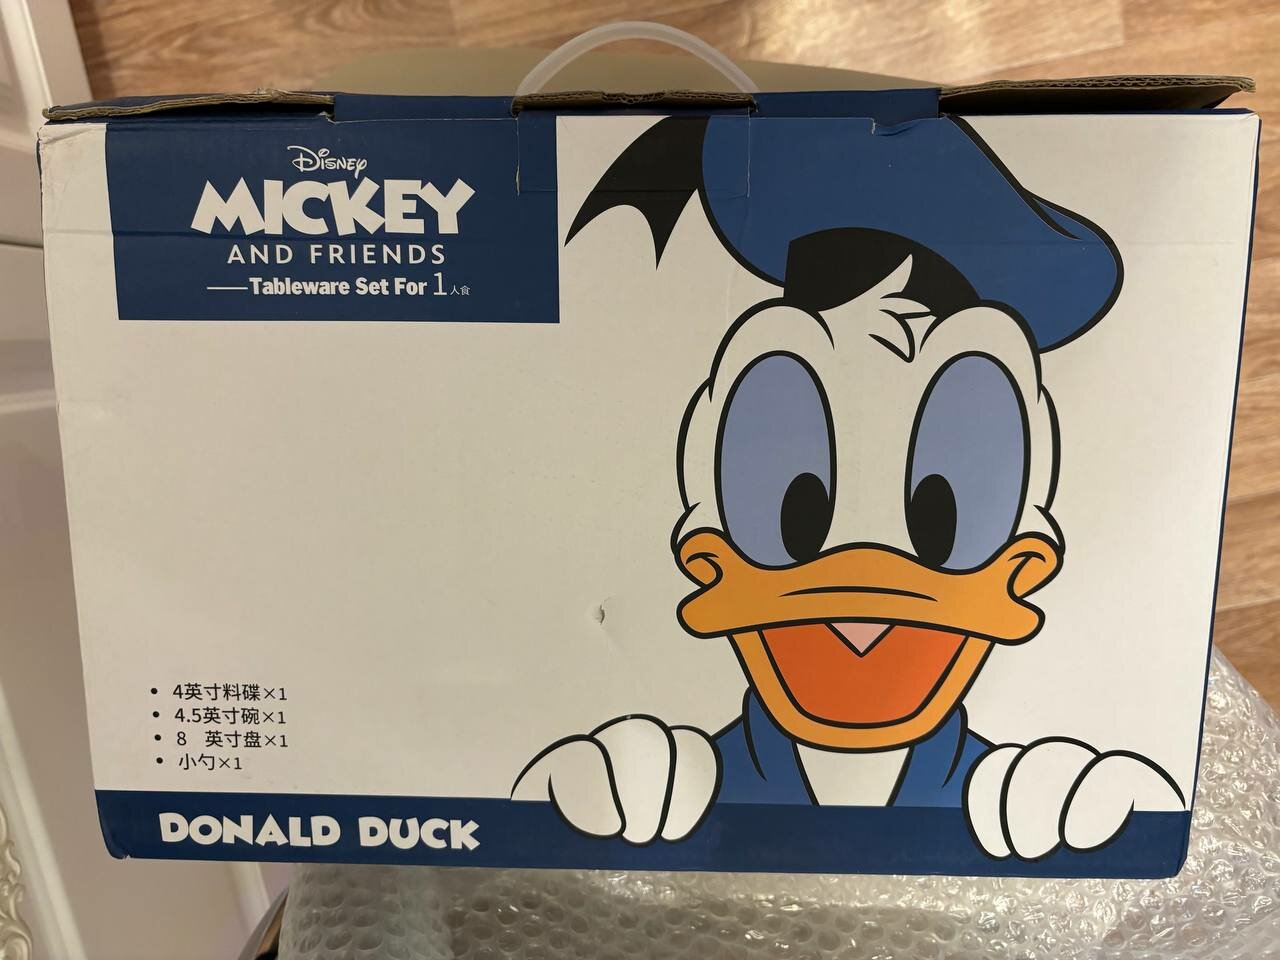 Disney
MICKEY
AND FRIENDS
——Tableware Set For 1人食
• 4英寸料碟×1
• 4.5英寸碗×1
• 8 英寸盘×1
• 小勺×1
DONALD DUCK